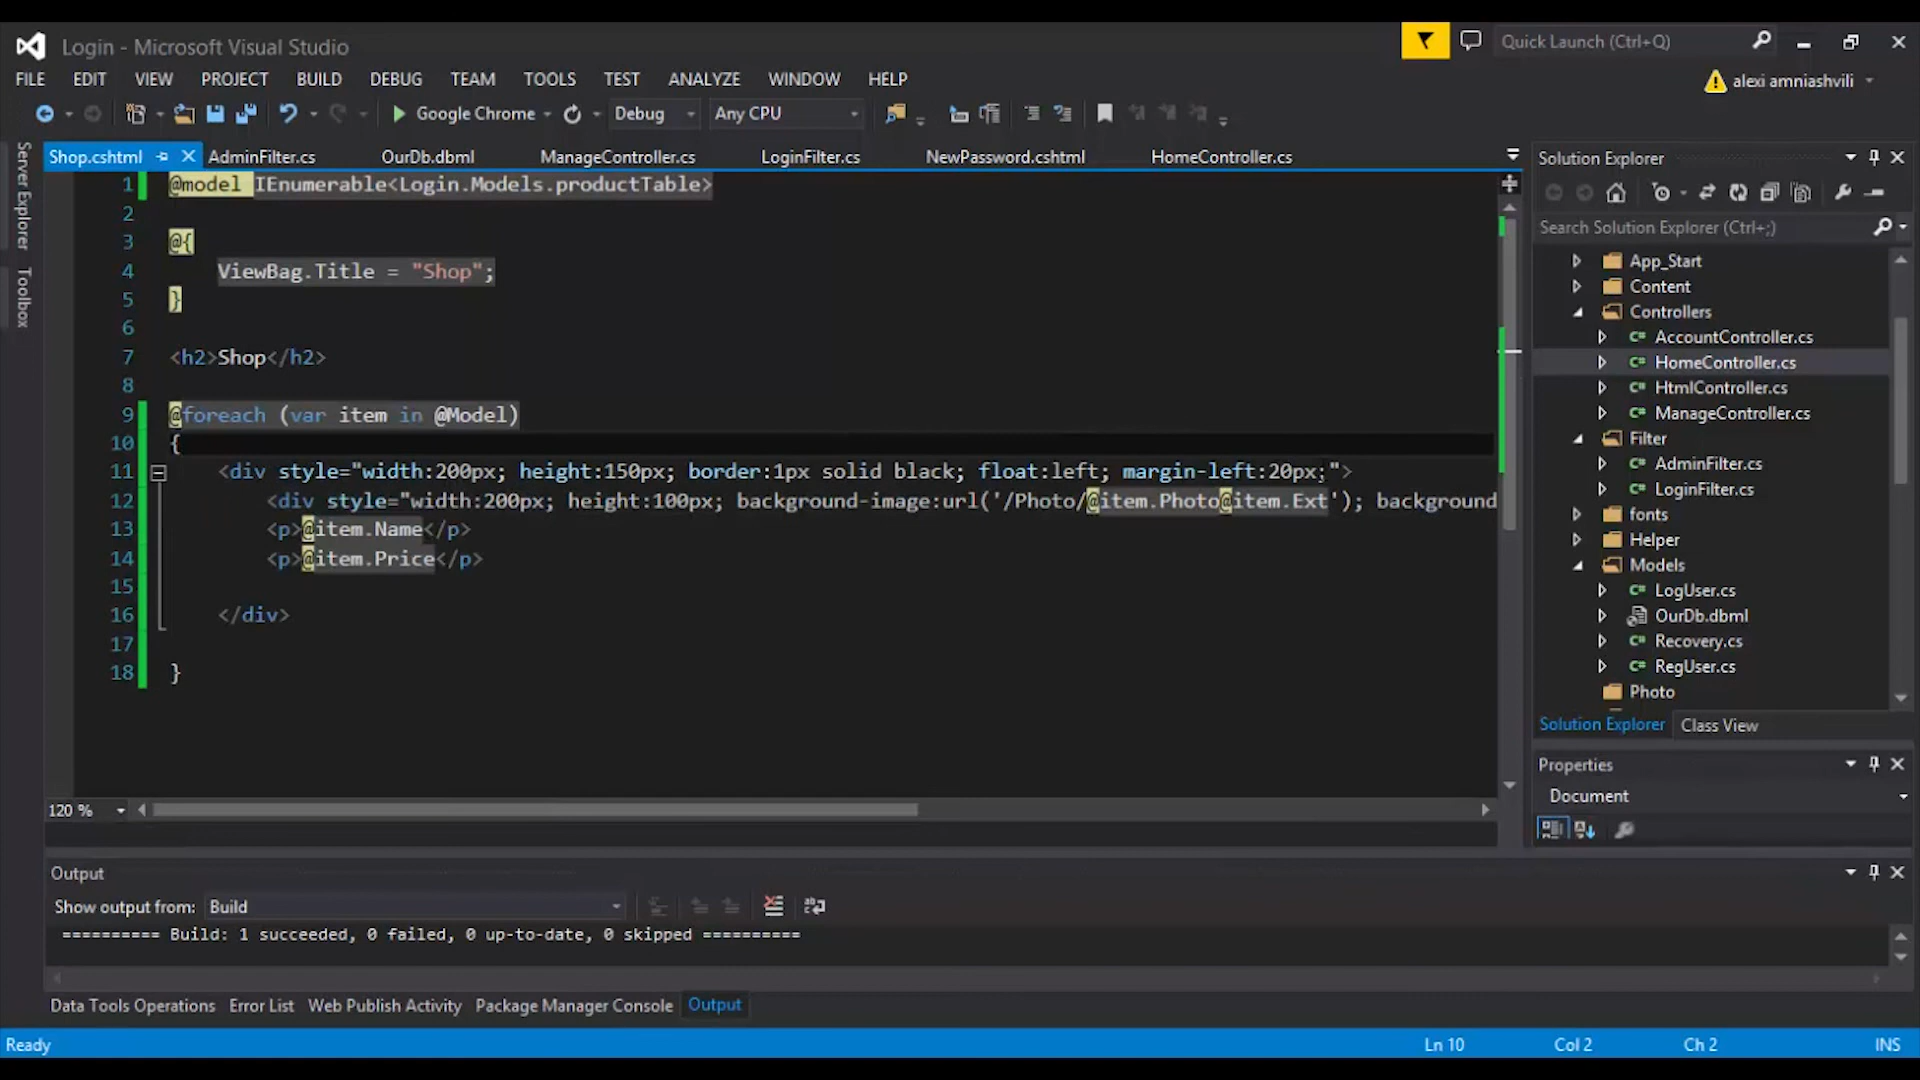 Login - Microsoft Visual Studio
Quick Launch (Ctrl+Q)
FILE EDIT VIEW PROJECT BUILD DEBUG TEAM TOOLS TEST ANALYZE WINDOW HELP
alexi amniashvili
Google Chrome Debug Any CPU
Server Explorer
Toolbox
Shop.cshtml AdminFilter.cs OurDb.dbml ManageController.cs LoginFilter.cs NewPassword.cshtml HomeController.cs
1 @model IEnumerable<Login.Models.productTable>
2
3 @{
4 ViewBag.Title = "Shop";
5 }
6
7 <h2>Shop</h2>
8
9 @foreach (var item in @Model)
10 {
11 <div style="width:200px; height:150px; border:1px solid black; float:left; margin-left:20px;">
12 <div style="width:200px; height:100px; background-image:url('/Photo/@item.Photo@item.Ext'); background
13 <p>@item.Name</p>
14 <p>@item.Price</p>
15
16 </div>
17
18 }
120 %
Solution Explorer
Search Solution Explorer (Ctrl+;)
App_Start
Content
Controllers
C# AccountController.cs
C# HomeController.cs
C# HtmlController.cs
C# ManageController.cs
Filter
C# AdminFilter.cs
C# LoginFilter.cs
fonts
Helper
Models
C# LogUser.cs
OurDb.dbml
C# Recovery.cs
C# RegUser.cs
Photo
Solution Explorer Class View
Properties
Document
Output
Show output from: Build
========== Build: 1 succeeded, 0 failed, 0 up-to-date, 0 skipped ==========
Data Tools Operations Error List Web Publish Activity Package Manager Console Output
Ready Ln 10 Col 2 Ch 2 INS